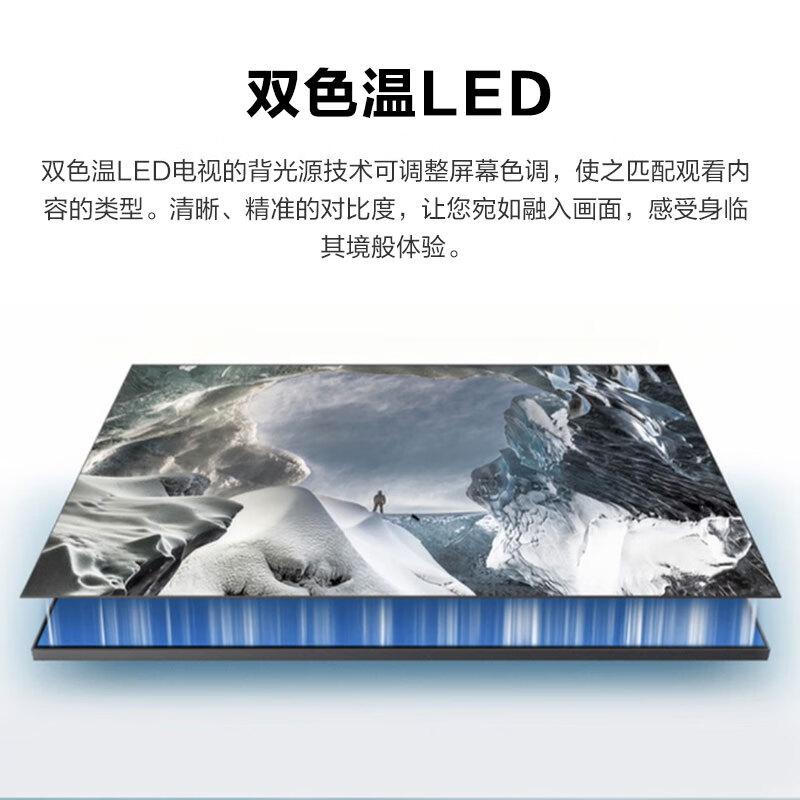 双色温LED
双色温LED电视的背光源技术可调整屏幕色调，使之匹配观看内
容的类型。清晰、精准的对比度，让您宛如融入画面，感受身临
其境般体验。